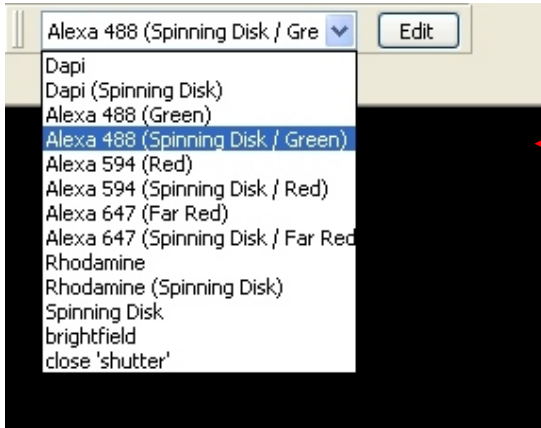 Alexa 488 (Spinning Disk / Gre Edit
Dapi
Dapi (Spinning Disk)
Alexa 488 (Green)
Alexa 488 (Spinning Disk / Green)
Alexa 594 (Red)
Alexa 594 (Spinning Disk / Red)
Alexa 647 (Far Red)
Alexa 647 (Spinning Disk / Far Red
Rhodamine
Rhodamine (Spinning Disk)
Spinning Disk
brightfield
close 'shutter'